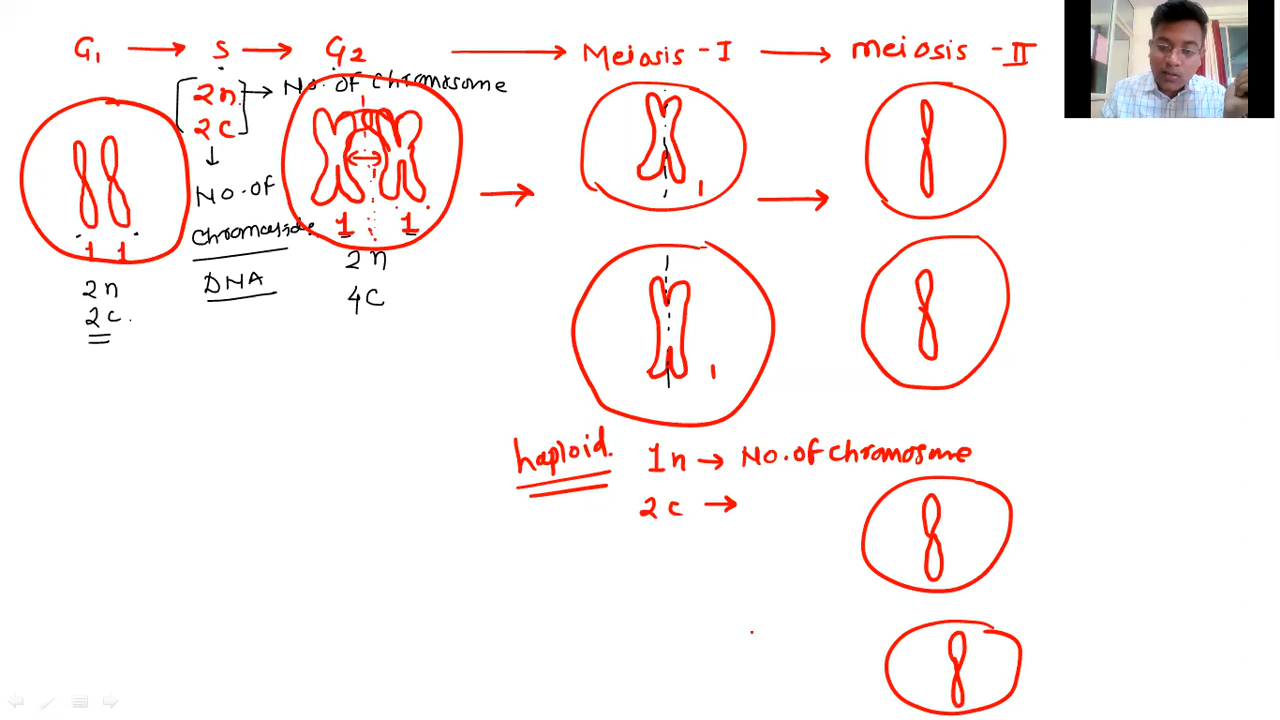 G1 → S → G2 → Meiosis - I → meiosis - II
2n → No. of Chromosome
2c
↓
No. of
DNA
1 1
2n
2c.
1 1
2n
4C
1
1
haploid. 1n → No. of chromosome
2c →